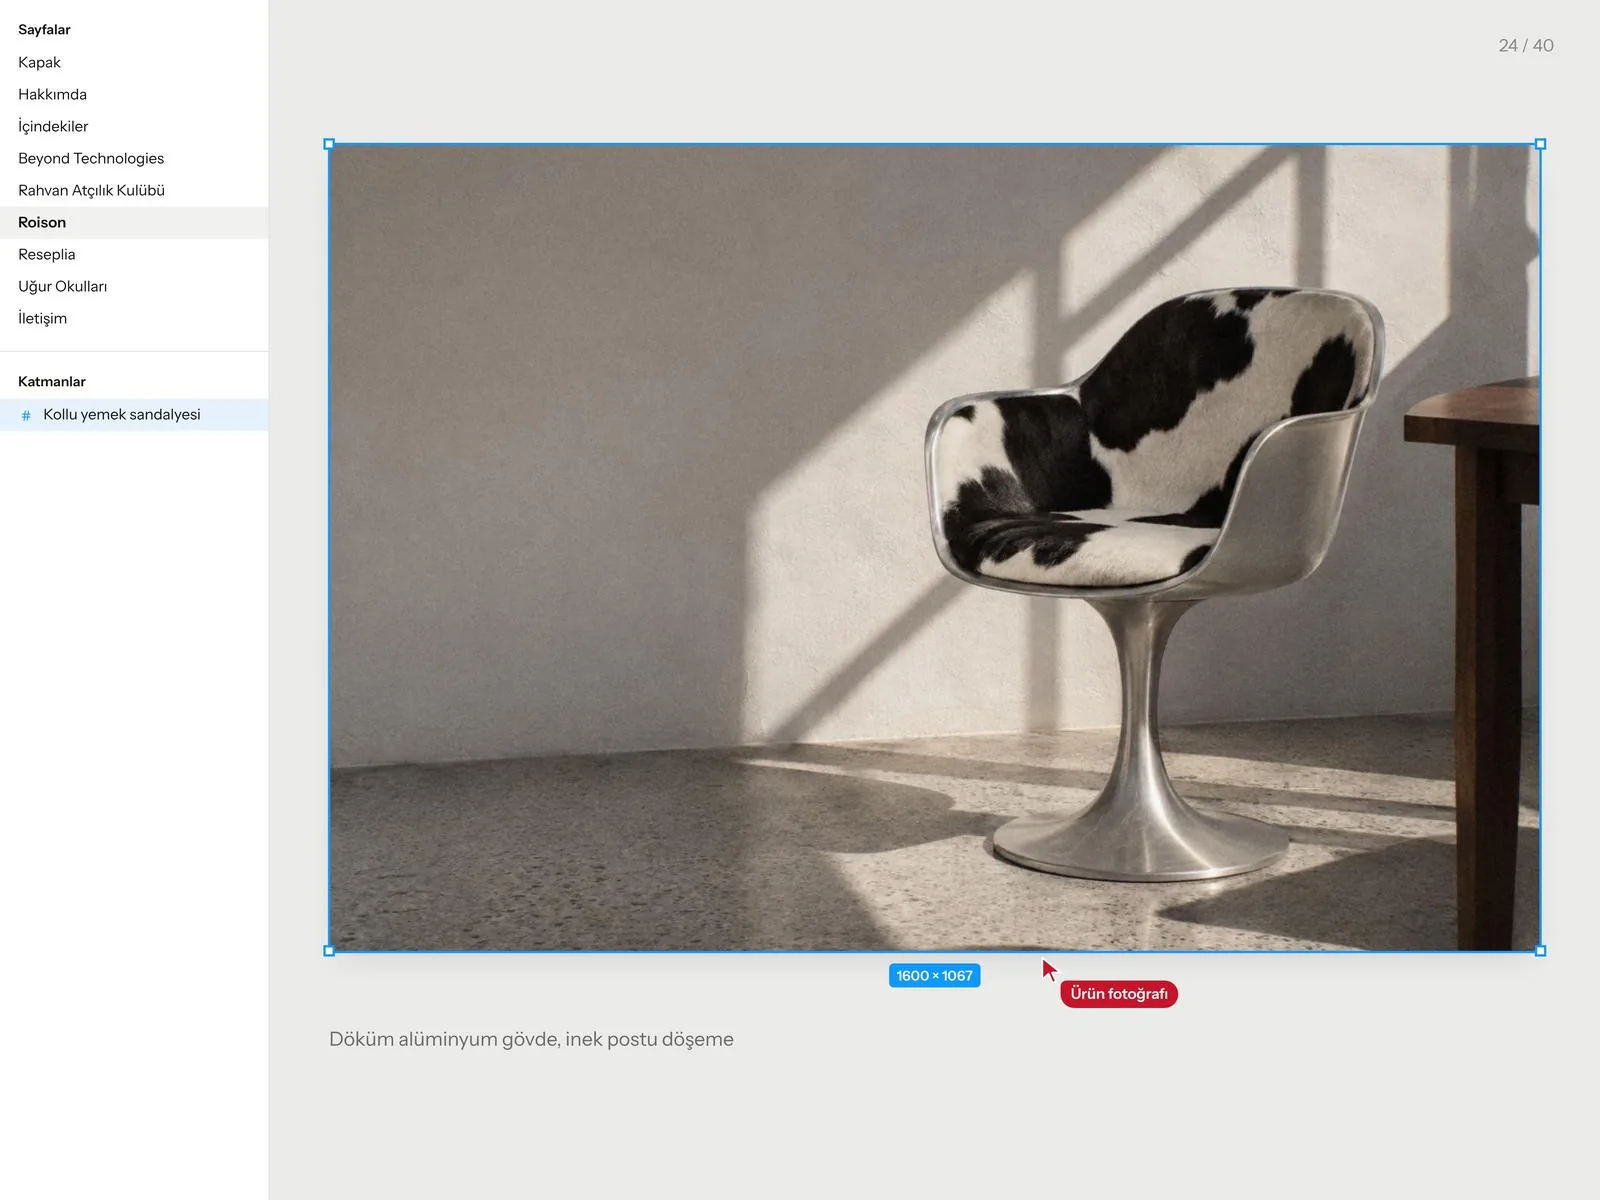 Sayfalar
Kapak
Hakkımda
İçindekiler
Beyond Technologies
Rahvan Atçılık Kulübü
Roison
Reseplia
Uğur Okulları
İletişim
Katmanlar
# Kollu yemek sandalyesi
24 / 40
1600 × 1067
Ürün fotoğrafı
Döküm alüminyum gövde, inek postu döşeme